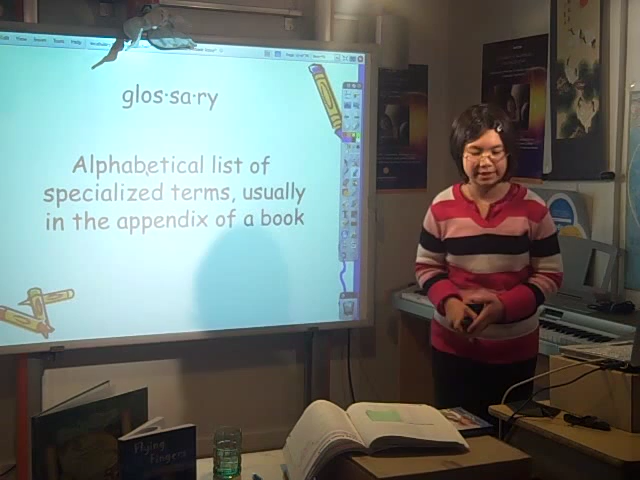 glos·sa·ry
Alphabetical list of
specialized terms, usually
in the appendix of a book
Flying
Fingers